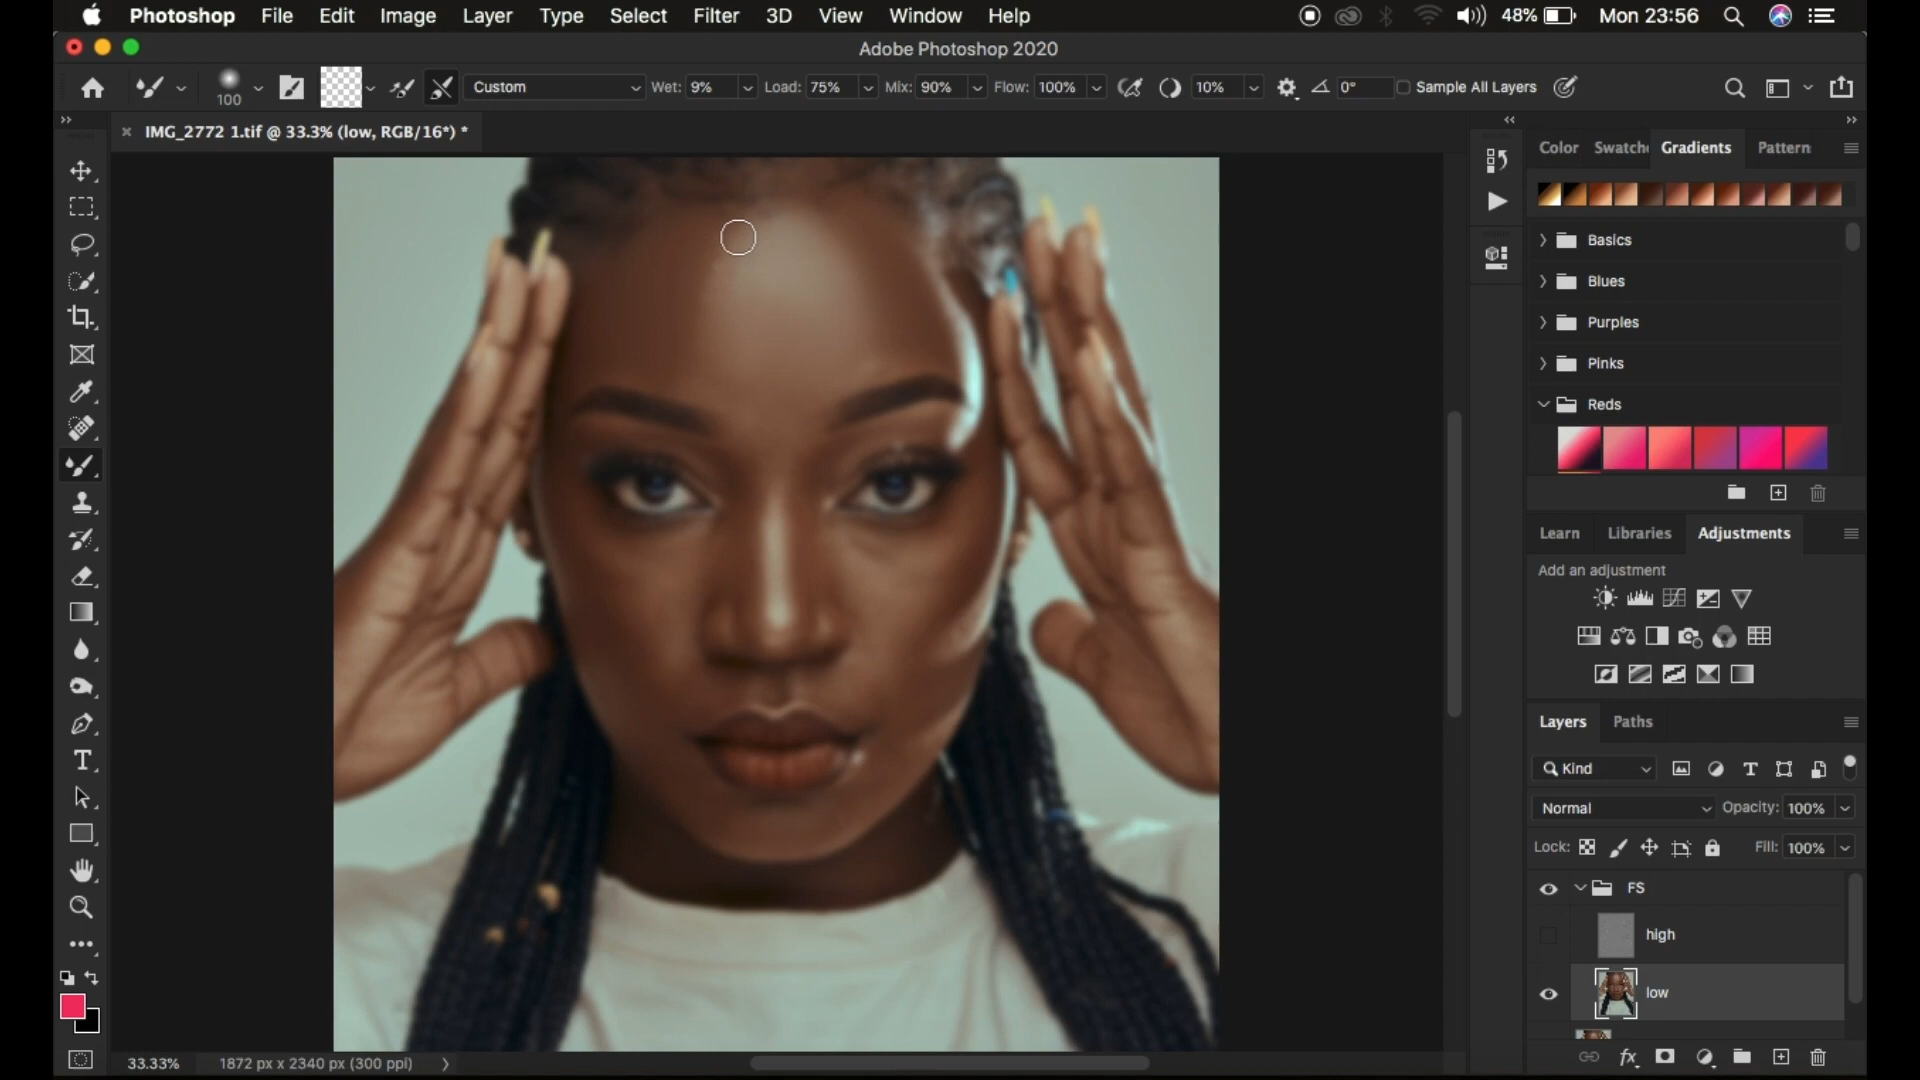 Photoshop File Edit Image Layer Type Select Filter 3D View Window Help 48% Mon 23:56
Adobe Photoshop 2020
100 Custom Wet: 9% Load: 75% Mix: 90% Flow: 100% 10% 0° Sample All Layers
IMG_2772 1.tif @ 33.3% (low, RGB/16*) *
Color Swatche Gradients Pattern
Basics
Blues
Purples
Pinks
Reds
Learn Libraries Adjustments
Add an adjustment
Layers Paths
Kind
Normal Opacity: 100%
Lock: Fill: 100%
FS
high
low
33.33% 1872 px x 2340 px (300 ppi)
fx